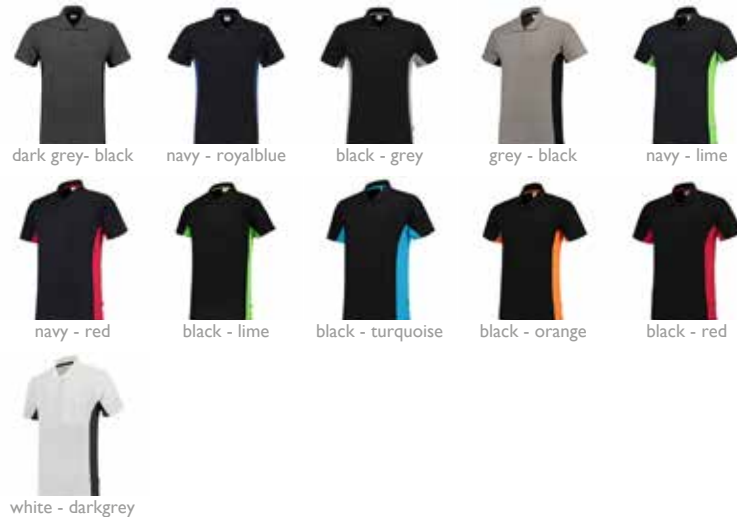 dark grey- black
navy - royalblue
black - grey
grey - black
navy - lime
navy - red
black - lime
black - turquoise
black - orange
black - red
white - darkgrey